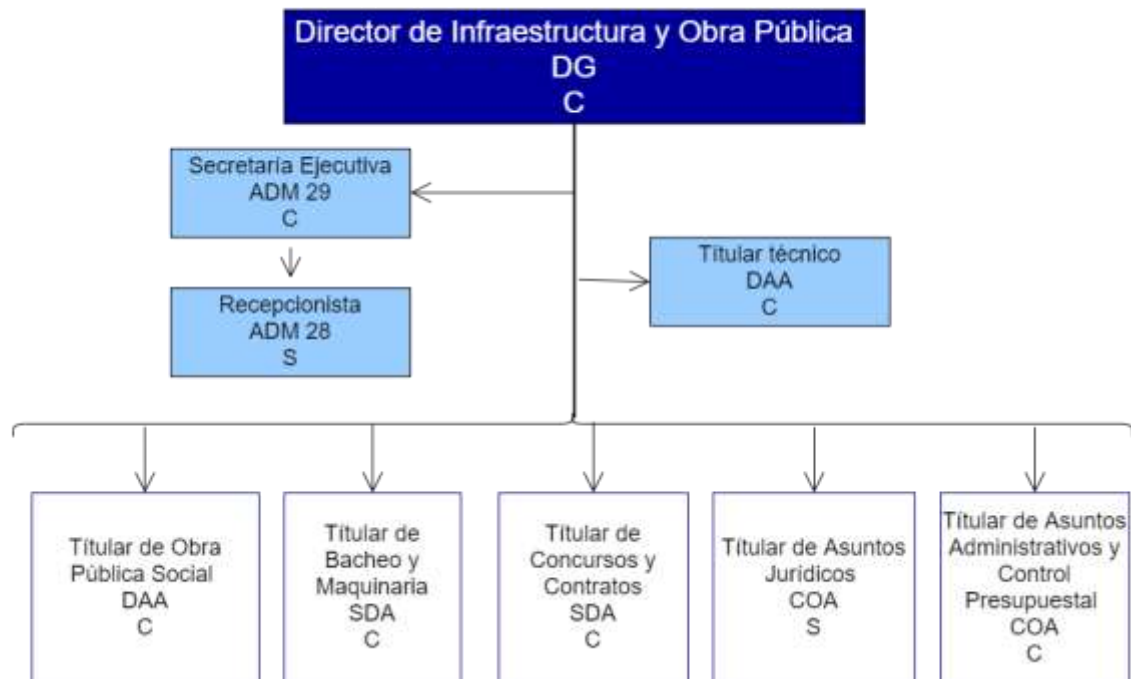 Director de Infraestructura y Obra Pública
DG
C
Secretaria Ejecutiva
ADM 29
C
Títular técnico
DAA
C
Recepcionista
ADM 28
S
Títular de Obra
Pública Social
DAA
C
Títular de
Bacheo y
Maquinaria
SDA
C
Títular de
Concursos y
Contratos
SDA
C
Títular de Asuntos
Jurídicos
COA
S
Títular de Asuntos
Administrativos y
Control
Presupuestal
COA
C